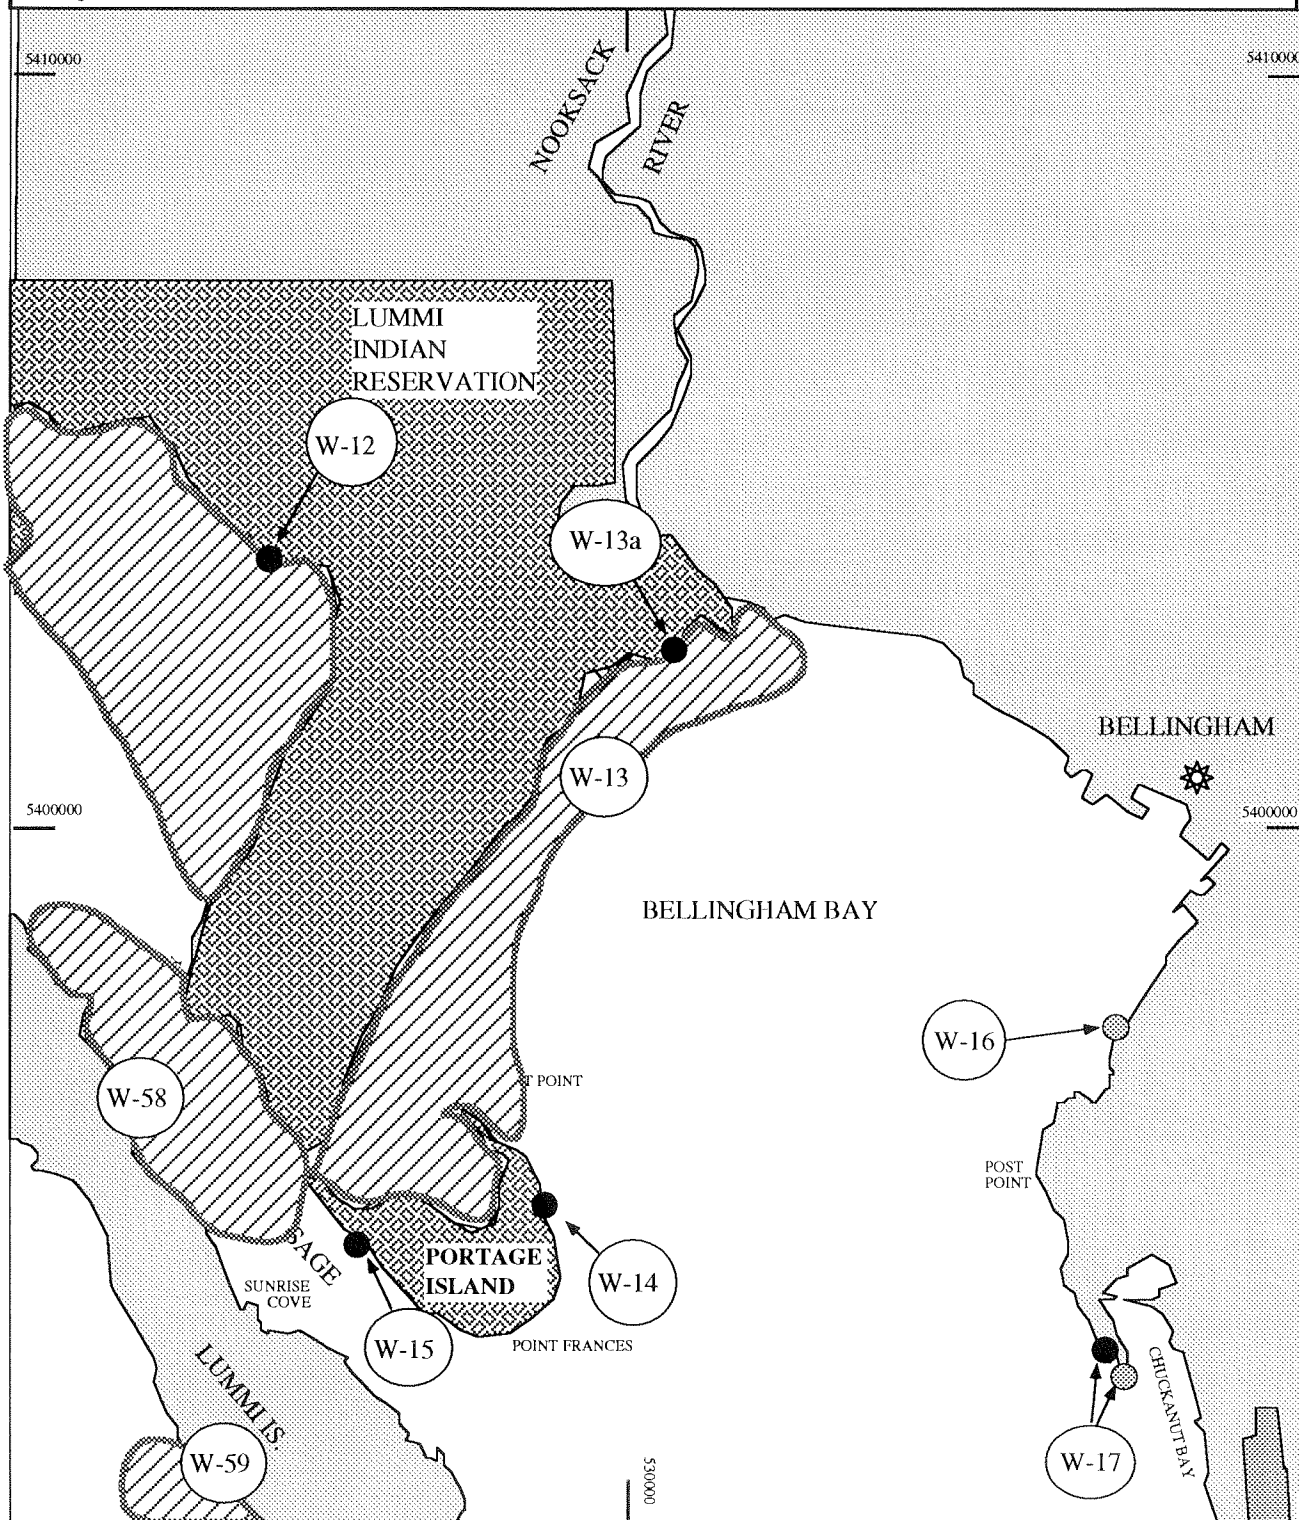 5410000
5410000
NOOKSACK
RIVER
LUMMI
INDIAN
RESERVATION
W-12
W-13a
BELLINGHAM
W-13
5400000
5400000
BELLINGHAM BAY
W-16
T POINT
W-58
POST
POINT
SAGE
PORTAGE
ISLAND
W-14
SUNRISE
COVE
W-15
POINT FRANCES
LUMMI IS.
CHUCKANUT BAY
W-59
W-17
530000